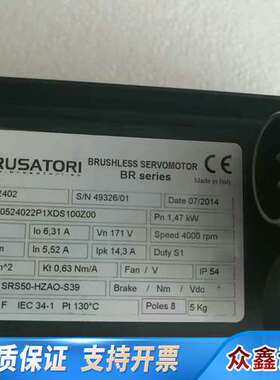 RUSATORI BRUSHLESS SERVOMOTOR
BR series
Made in Italy
2402 S/N 49326/01 Date 07/2014
0524022P1XDS100Z00 Pn 1,47 kW
Io 6,31 A Vn 171 V Speed 4000 rpm
In 5,52 A Ipk 14,3 A Duty S1
m^2 Kt 0,63 Nm/A Fan / V IP 54
SRS50-HZAO-S39 Brake / Nm / Vdc
F IEC 34-1 Pt 130°C Poles 8 5 Kg
品质保证 支持开票 众鑫